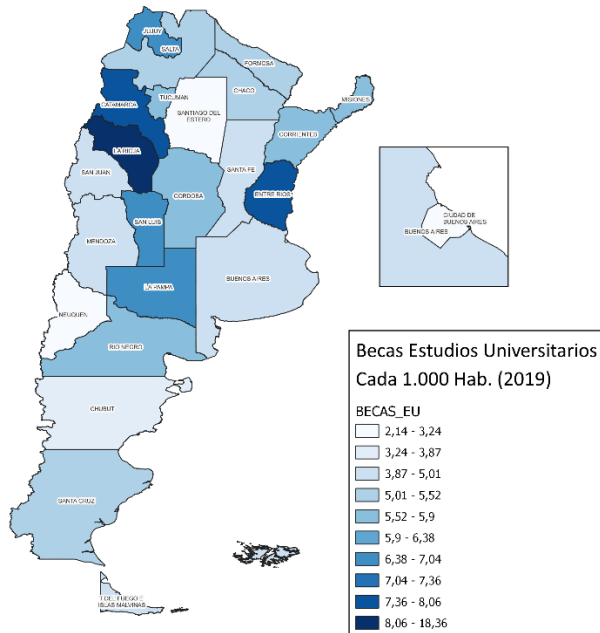 JUJUY
SALTA
FORMOSA
CHACO
MISIONES
CATAMARCA
TUCUMAN
SANTIAGO DEL
ESTERO
CORRIENTES
LA RIOJA
SAN JUAN
SANTA FE
CORDOBA
ENTRE RIOS
SAN LUIS
MENDOZA
LA PAMPA
BUENOS AIRES
CIUDAD DE
BUENOS AIRES
BUENOS AIRES
NEUQUEN
RIO NEGRO
CHUBUT
SANTA CRUZ
T DEL FUEGO E
ISLAS MALVINAS
Becas Estudios Universitarios
Cada 1.000 Hab. (2019)
BECAS_EU
2,14 - 3,24
3,24 - 3,87
3,87 - 5,01
5,01 - 5,52
5,52 - 5,9
5,9 - 6,38
6,38 - 7,04
7,04 - 7,36
7,36 - 8,06
8,06 - 18,36